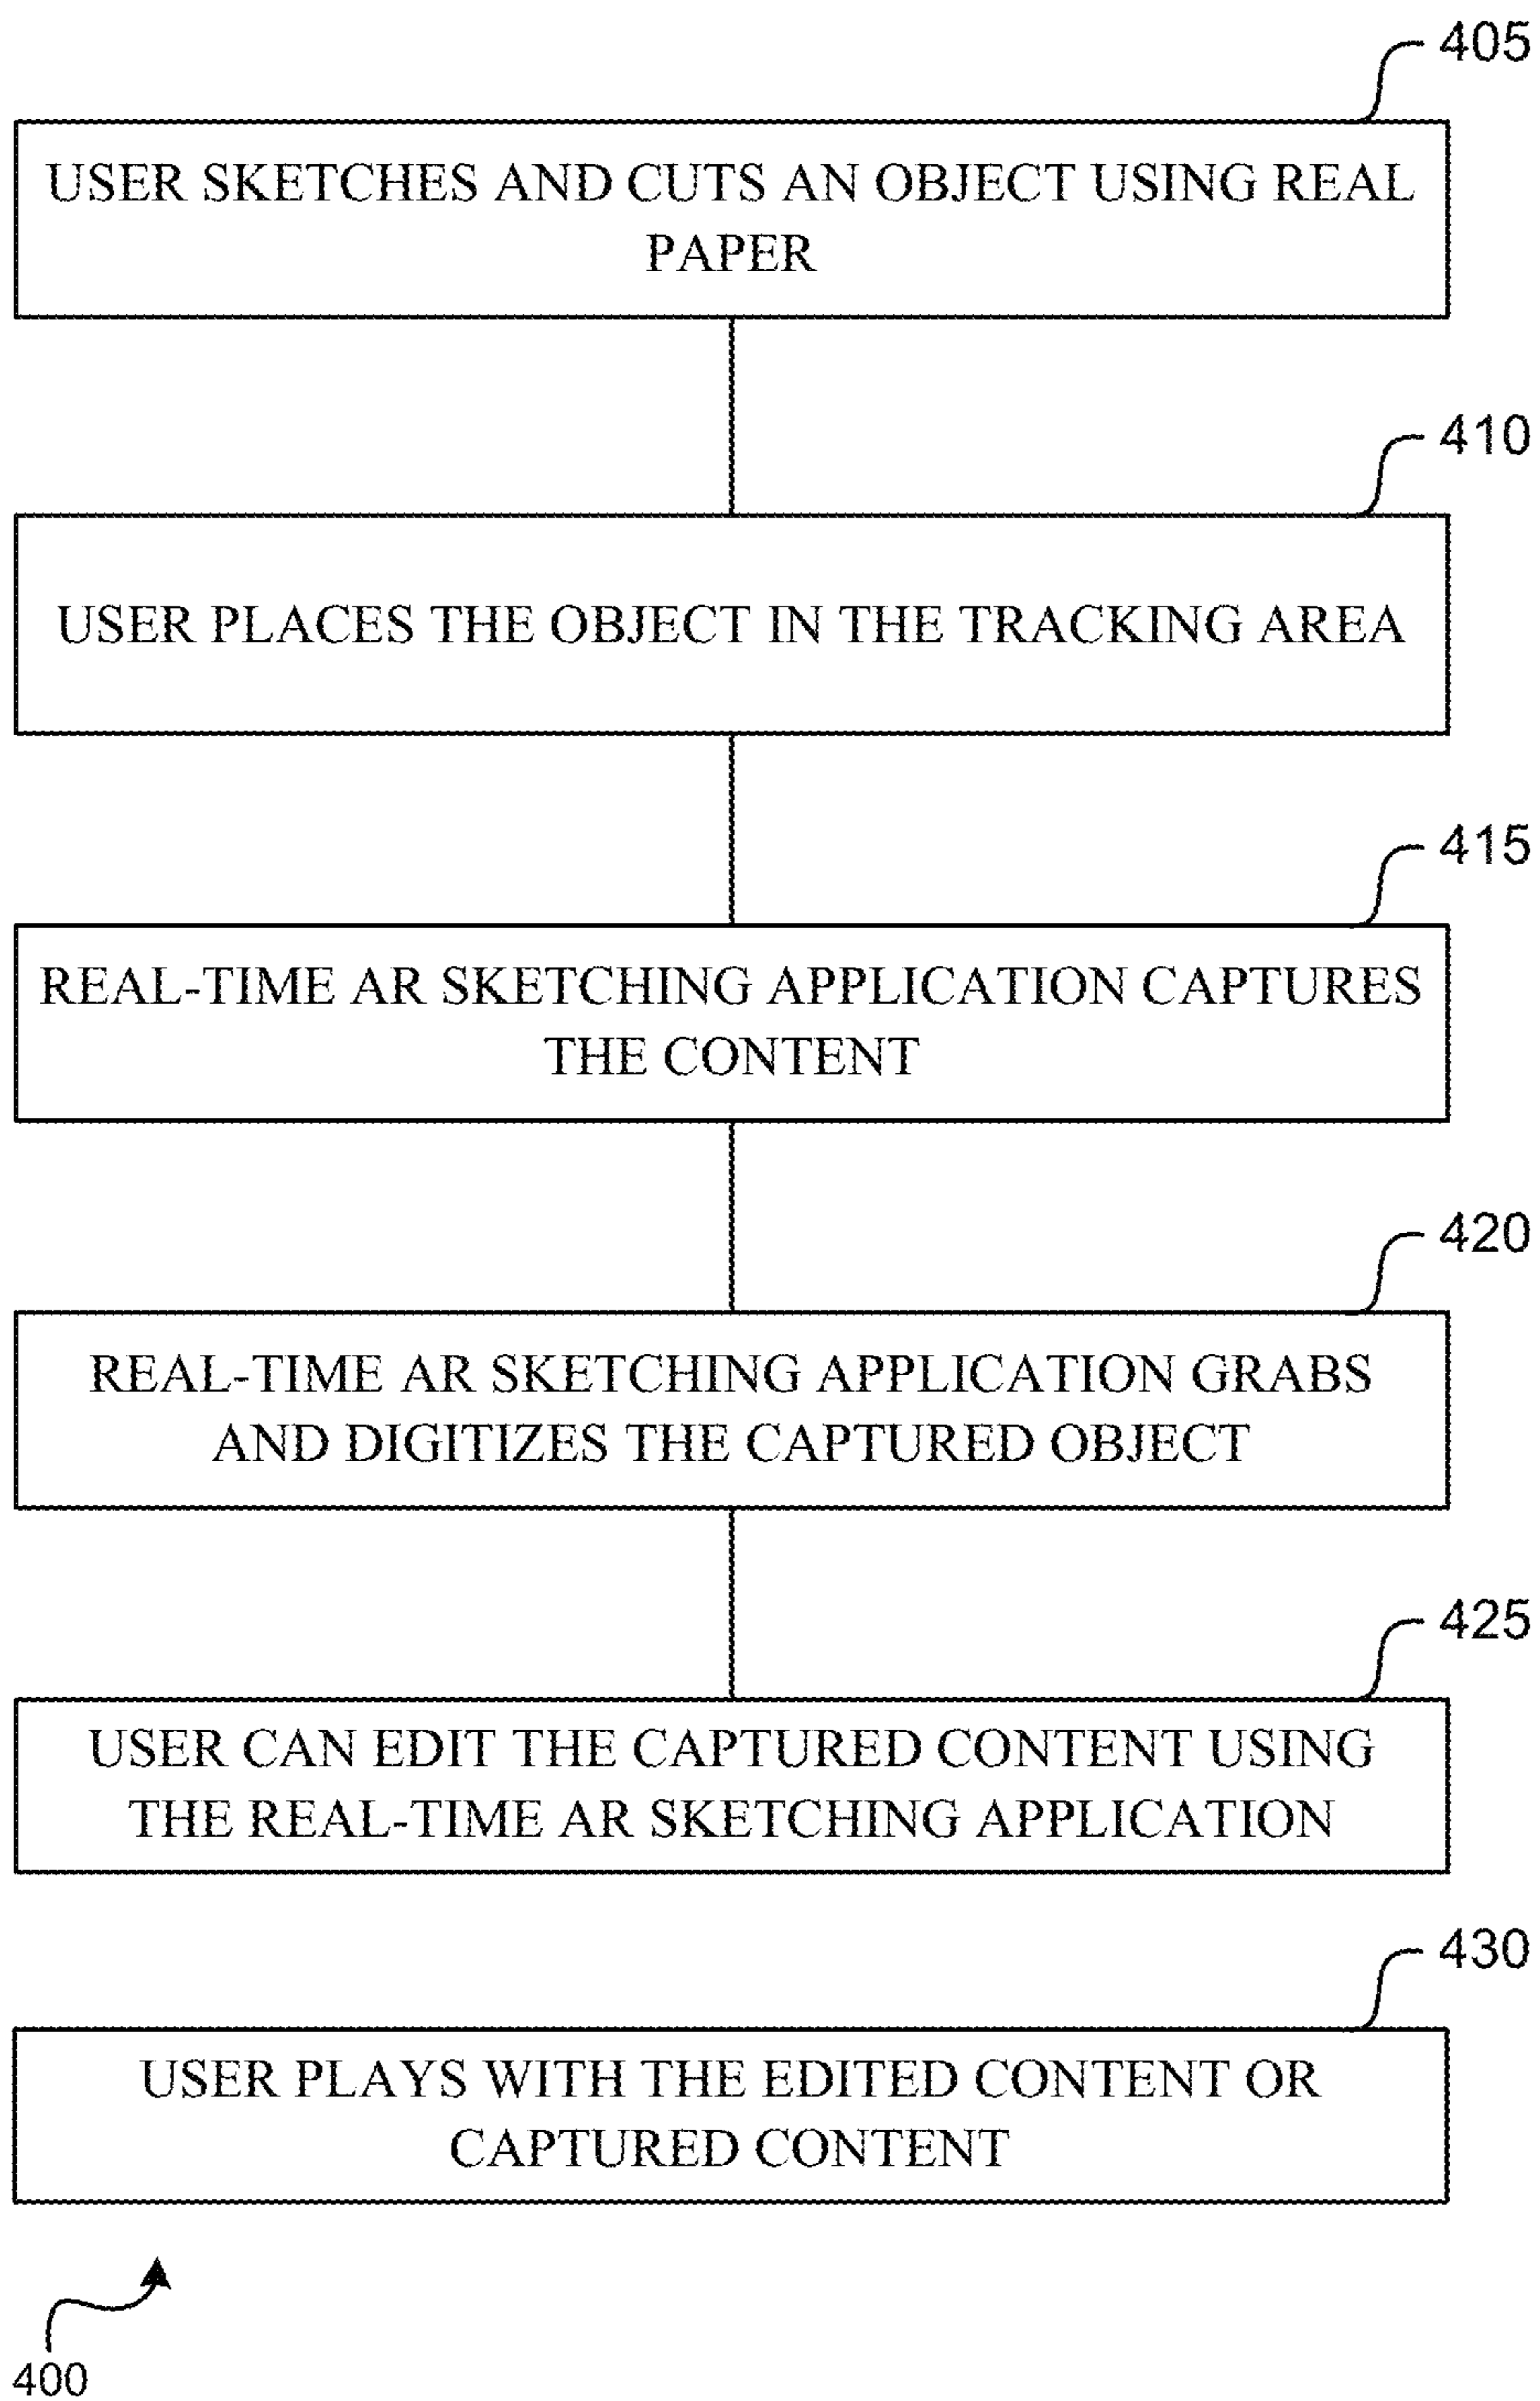 405
USER SKETCHES AND CUTS AN OBJECT USING REAL
PAPER
410
USER PLACES THE OBJECT IN THE TRACKING AREA
415
REAL-TIME AR SKETCHING APPLICATION CAPTURES
THE CONTENT
420
REAL-TIME AR SKETCHING APPLICATION GRABS
AND DIGITIZES THE CAPTURED OBJECT
425
USER CAN EDIT THE CAPTURED CONTENT USING
THE REAL-TIME AR SKETCHING APPLICATION
430
USER PLAYS WITH THE EDITED CONTENT OR
CAPTURED CONTENT
400